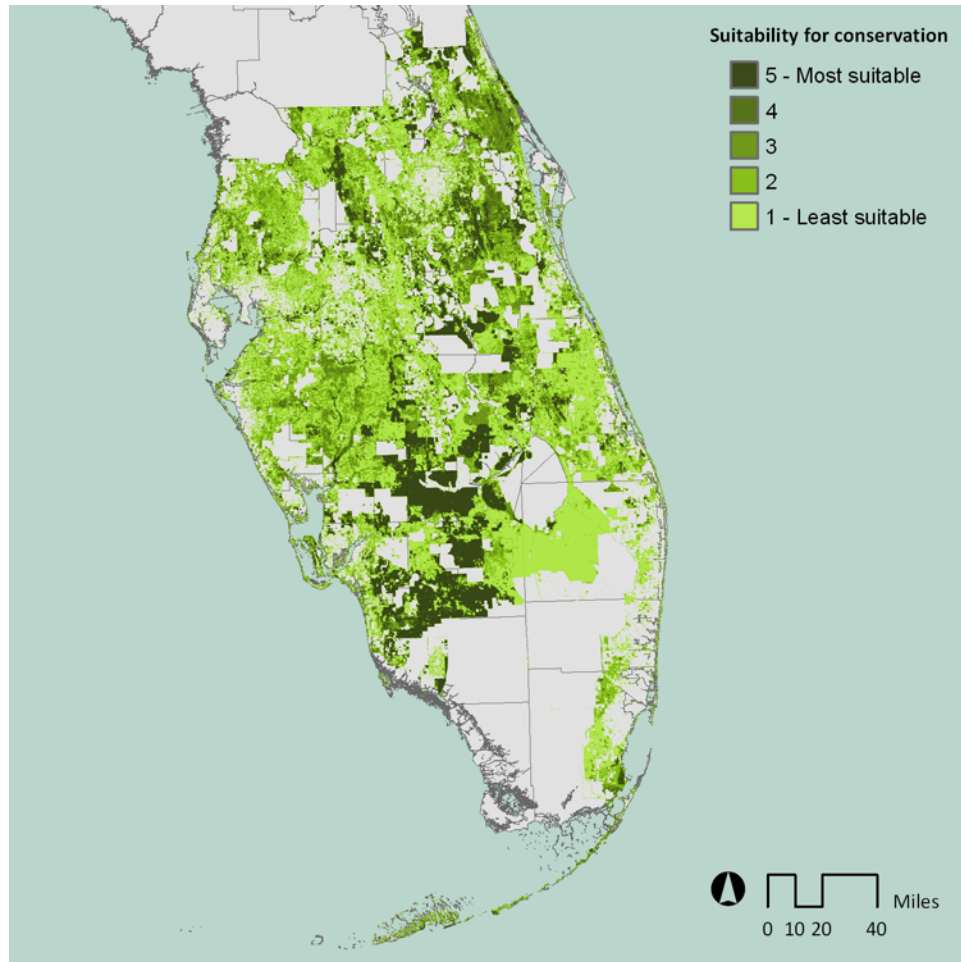 Suitability for conservation
5 - Most suitable
4
3
2
1 - Least suitable
Miles
0 10 20 40